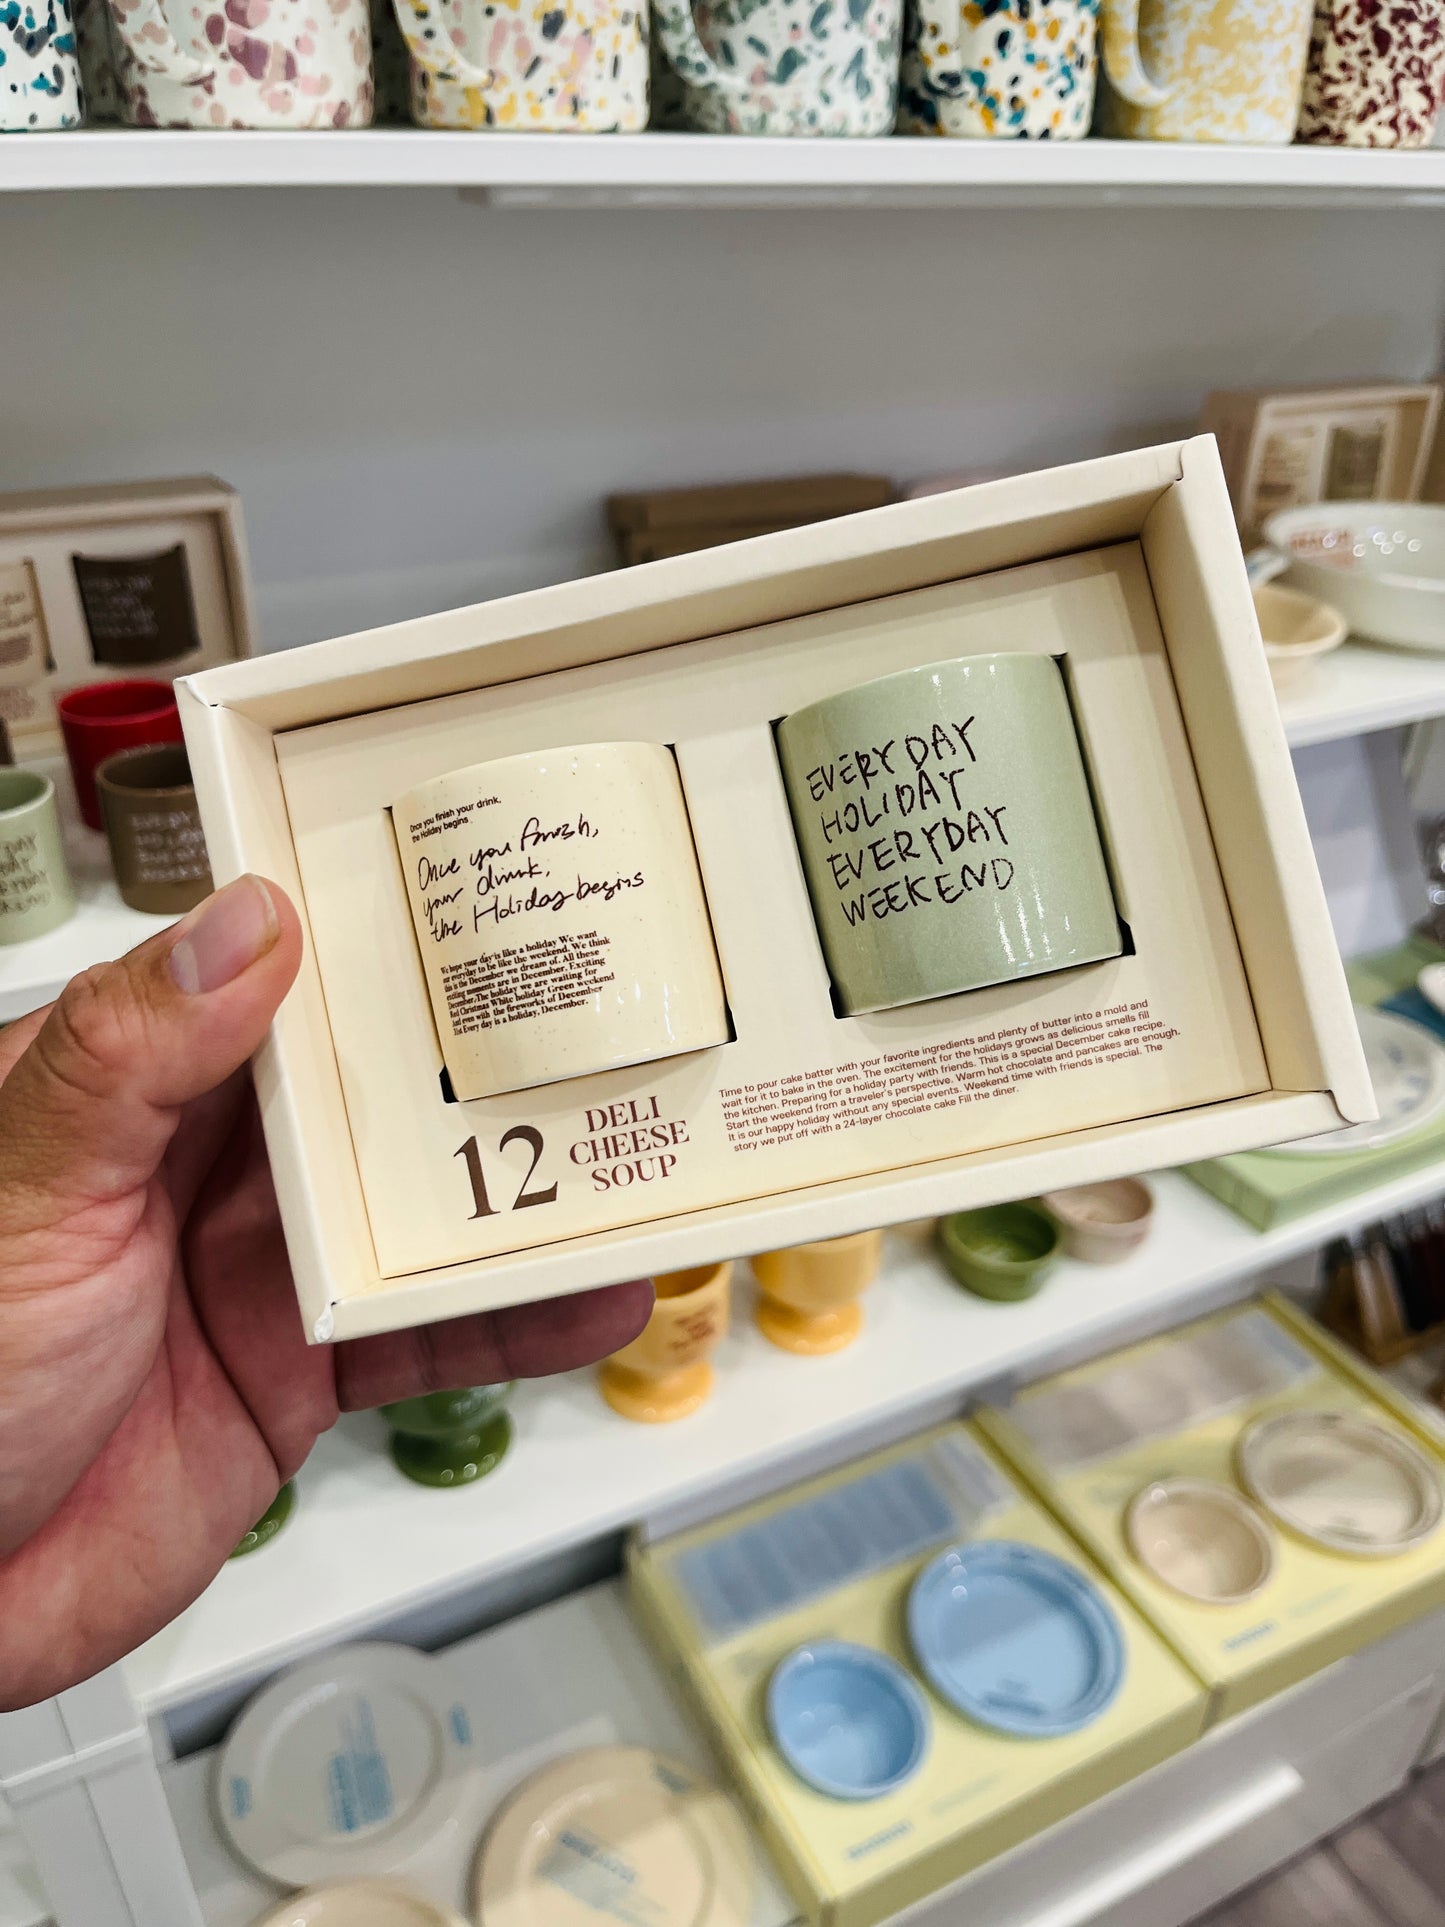 Once you finish your drink,
the Holiday begins
Once you finish,
your drink,
the Holiday begins
We hope your day is like a holiday We want
our everyday to be like the weekend. We think
this is the December we dream of. All these
exciting moments are in December. Exciting
December, The holiday we are waiting for
Red Christmas White holiday Green weekend
And even with the fireworks of December
31st Every day is a holiday, December.
EVERYDAY
HOLIDAY
EVERYDAY
WEEKEND
12
DELI
CHEESE
SOUP
Time to pour cake batter with your favorite ingredients and plenty of butter into a mold and
wait for it to bake in the oven. The excitement for the holidays grows as delicious smells fill
the kitchen. Preparing for a holiday party with friends. This is a special December cake recipe.
Start the weekend from a traveler's perspective. Warm hot chocolate and pancakes are enough.
It is our happy holiday without any special events. Weekend time with friends is special. The
story we put off with a 24-layer chocolate cake Fill the diner.